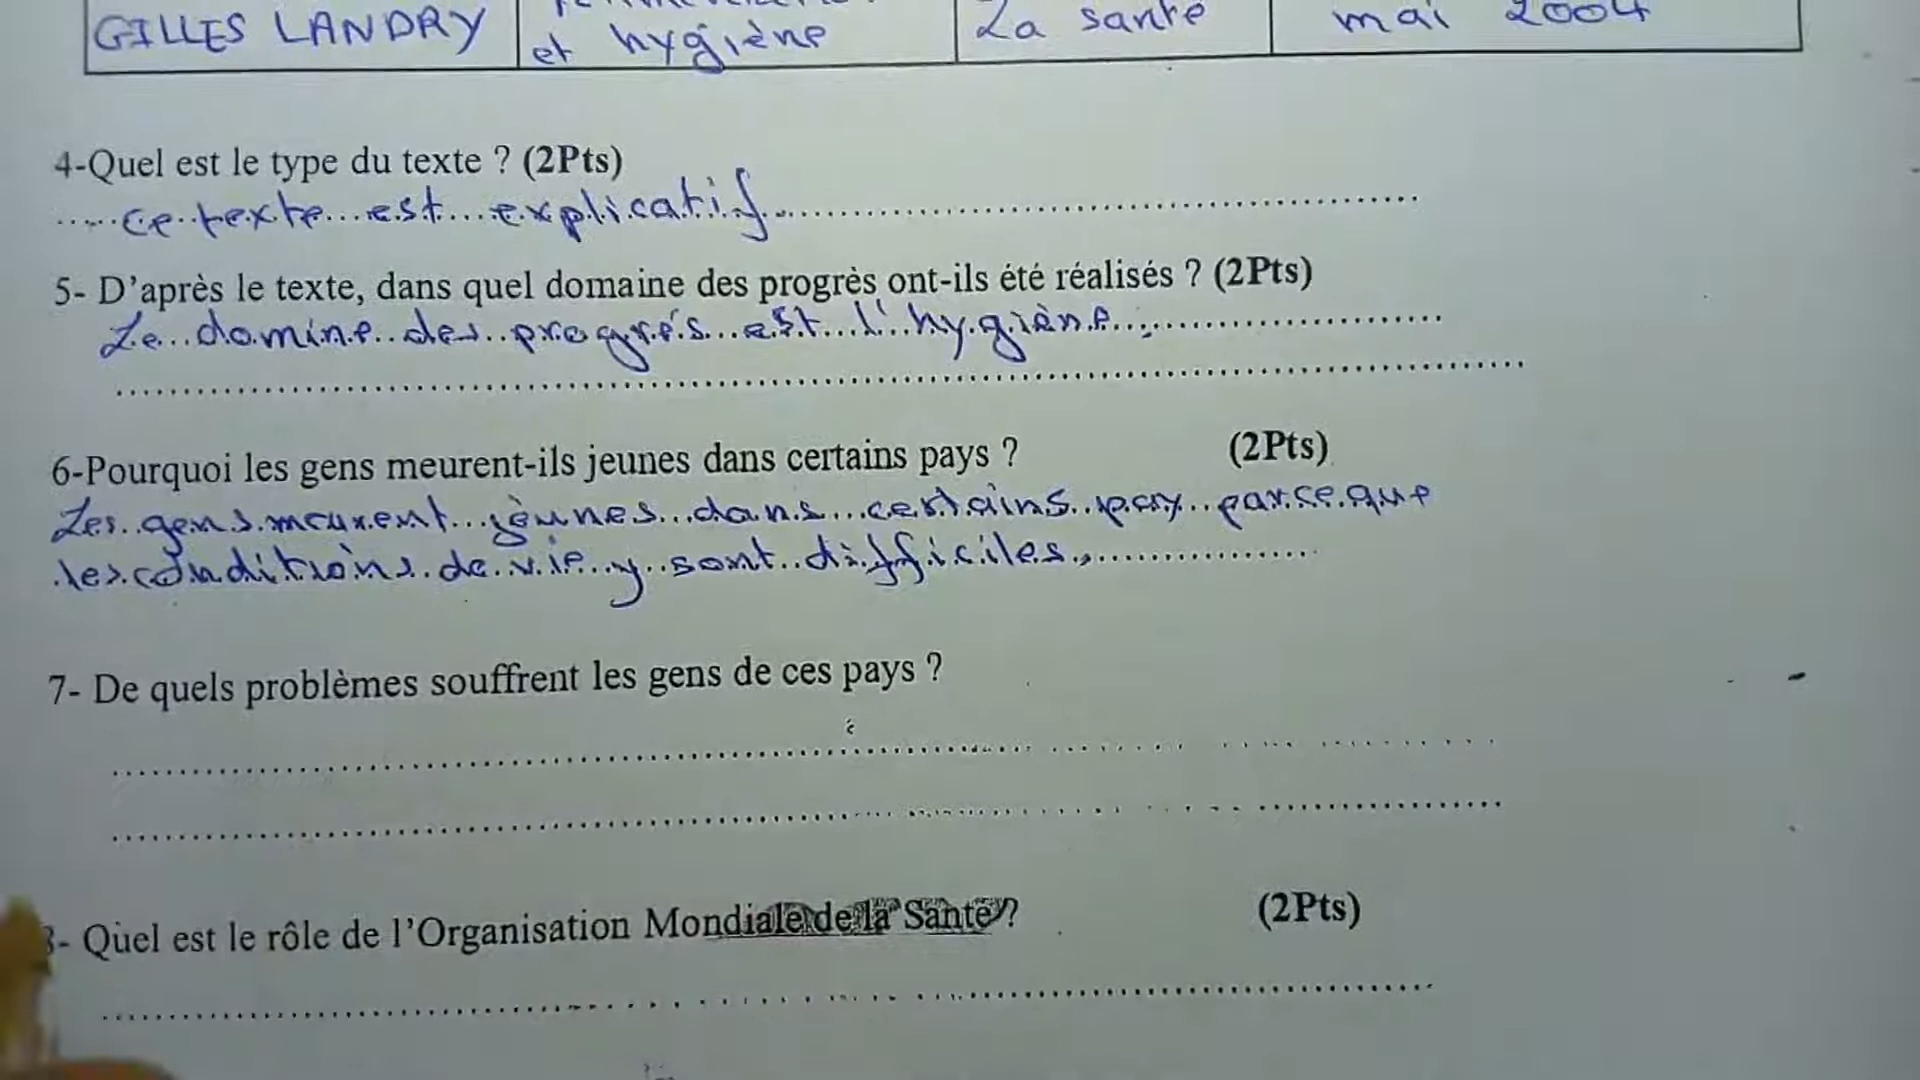 GILLES LANDRY
et hygiène
La santé
mai 2004
4-Quel est le type du texte ? (2Pts)
Ce texte est explicatif
5- D'après le texte, dans quel domaine des progrès ont-ils été réalisés ? (2Pts)
Le domine des progrés est l'hygiène.
6-Pourquoi les gens meurent-ils jeunes dans certains pays ? (2Pts)
Les gens meurent jeunes dans certains pay parce que
les conditions de vie y sont difficiles.
7- De quels problèmes souffrent les gens de ces pays ?
8- Quel est le rôle de l'Organisation Mondiale de la Santé ? (2Pts)